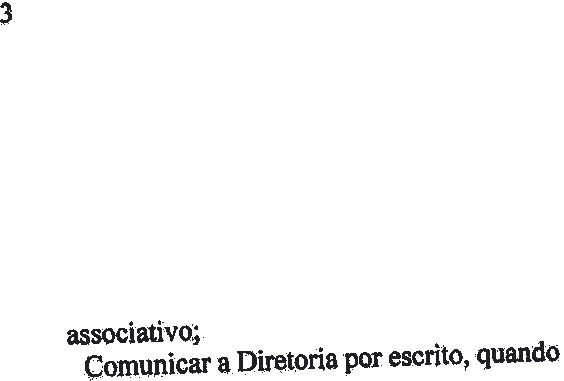 3
associativo;
Comunicar a Diretoria por escrito, quando